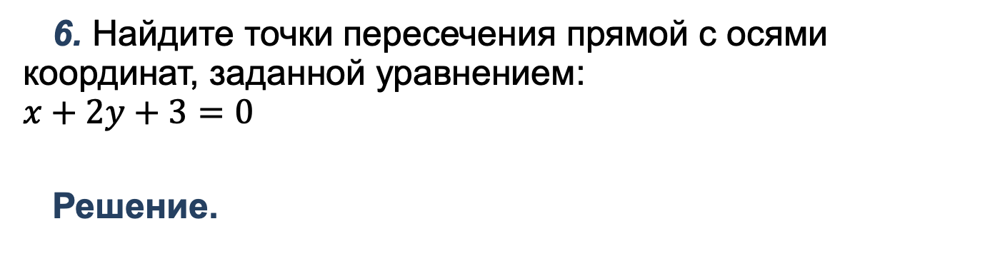 6. Найдите точки пересечения прямой с осями
координат, заданной уравнением:
x + 2y + 3 = 0
Решение.